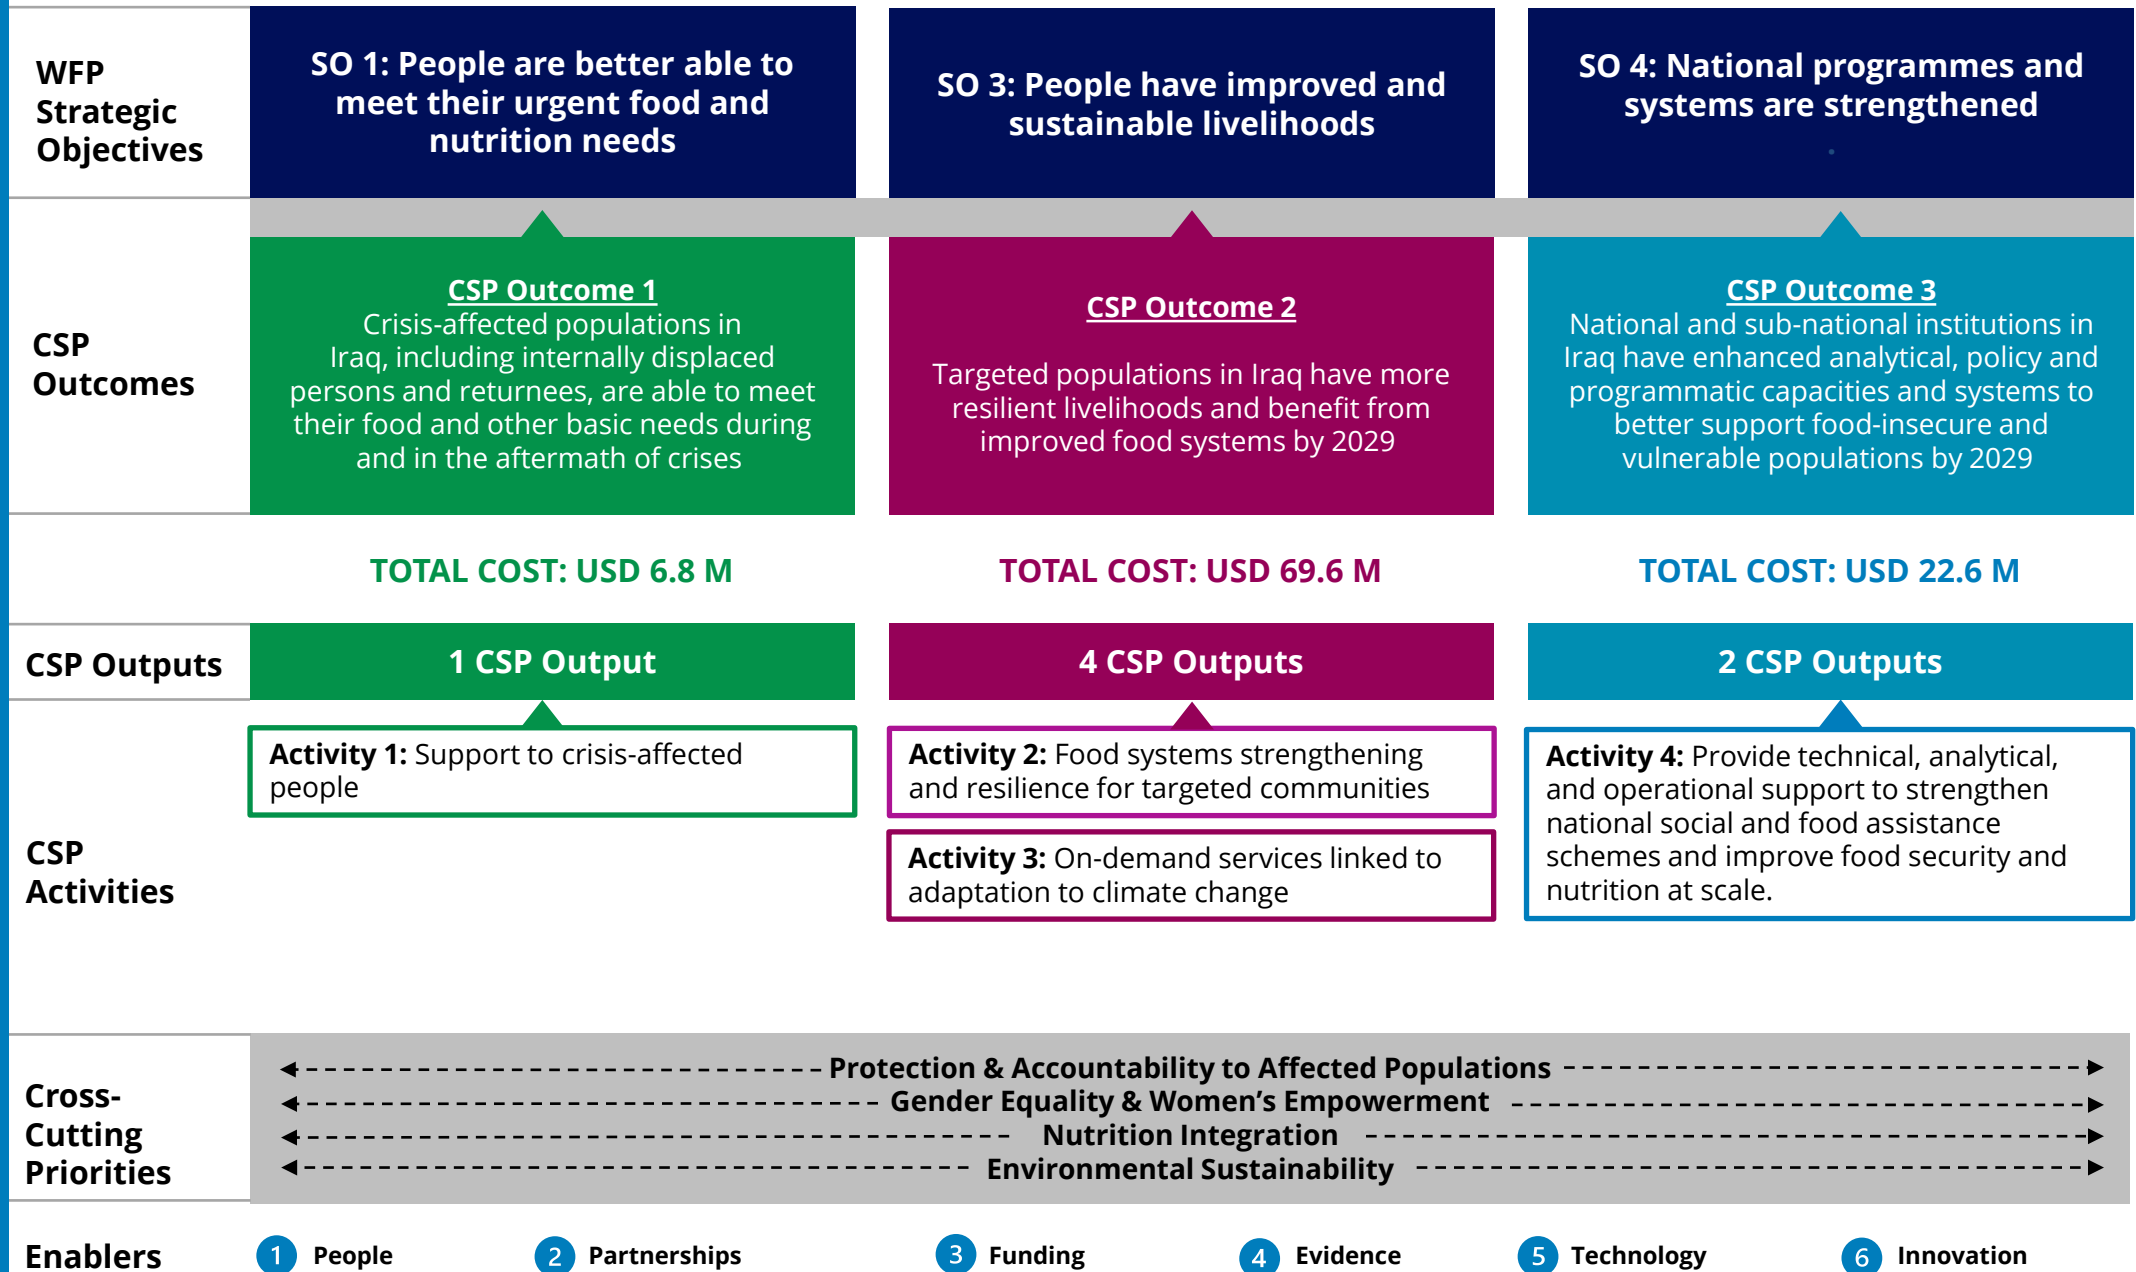 WFP
Strategic
Objectives
SO 1: People are better able to
meet their urgent food and
nutrition needs
SO 3: People have improved and
sustainable livelihoods
SO 4: National programmes and
systems are strengthened
.
CSP
Outcomes
CSP Outcome 1
Crisis-affected populations in
Iraq, including internally displaced
persons and returnees, are able to meet
their food and other basic needs during
and in the aftermath of crises
CSP Outcome 2
Targeted populations in Iraq have more
resilient livelihoods and benefit from
improved food systems by 2029
CSP Outcome 3
National and sub-national institutions in
Iraq have enhanced analytical, policy and
programmatic capacities and systems to
better support food-insecure and
vulnerable populations by 2029
TOTAL COST: USD 6.8 M
TOTAL COST: USD 69.6 M
TOTAL COST: USD 22.6 M
CSP Outputs
1 CSP Output
4 CSP Outputs
2 CSP Outputs
CSP
Activities
Activity 1: Support to crisis-affected
people
Activity 2: Food systems strengthening
and resilience for targeted communities
Activity 3: On-demand services linked to
adaptation to climate change
Activity 4: Provide technical, analytical,
and operational support to strengthen
national social and food assistance
schemes and improve food security and
nutrition at scale.
Cross-
Cutting
Priorities
Protection & Accountability to Affected Populations
Gender Equality & Women’s Empowerment
Nutrition Integration
Environmental Sustainability
Enablers
1 People
2 Partnerships
3 Funding
4 Evidence
5 Technology
6 Innovation